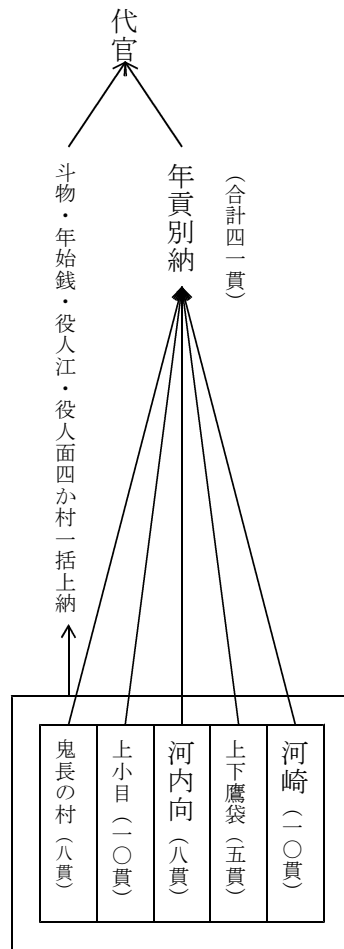 代官
(合計四一貫)
年貢別納
斗物・年始銭・役人江・役人面四か村一括上納
河崎(一〇貫)
上下鷹袋(五貫)
河内向(八貫)
上小目(一〇貫)
鬼長の村(八貫)